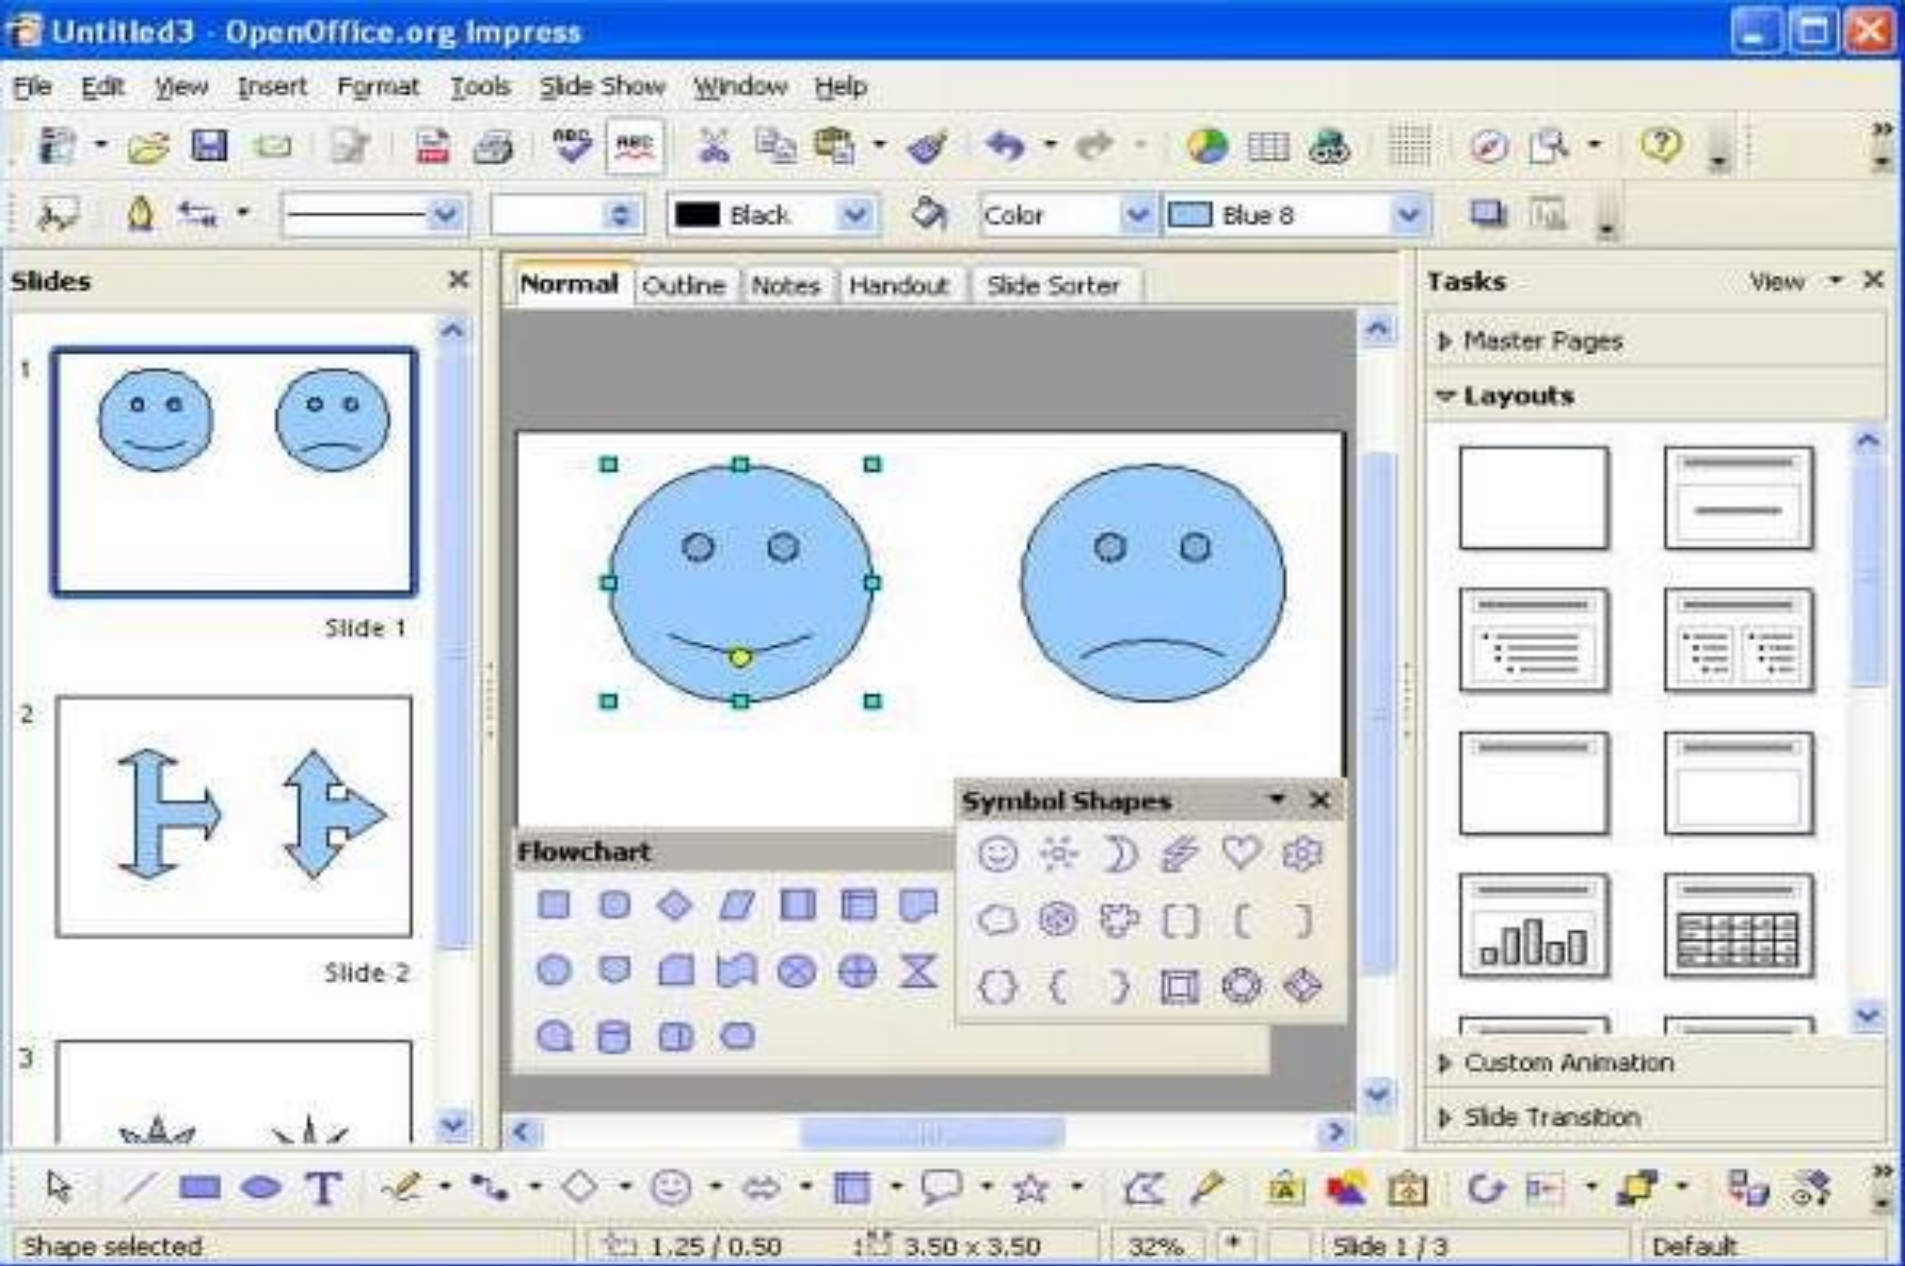 Untitled3 - OpenOffice.org Impress
File Edit View Insert Format Tools Slide Show Window Help
ABC ABC
Black Color Blue 8
Slides
Normal Outline Notes Handout Slide Sorter
Tasks View
Master Pages
Layouts
1
Slide 1
2
Slide 2
3
Symbol Shapes
Flowchart
Custom Animation
Slide Transition
T
A
Shape selected 1.25 / 0.50 3.50 x 3.50 32% * Slide 1 / 3 Default